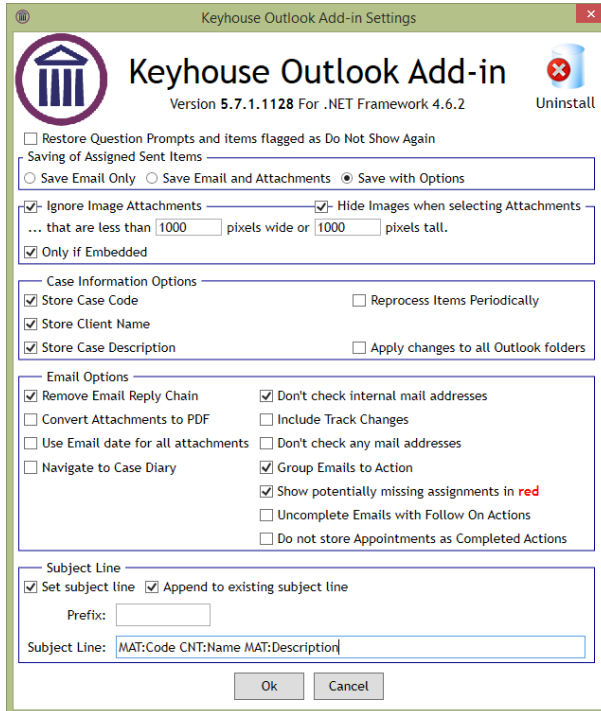 Keyhouse Outlook Add-in Settings
Keyhouse Outlook Add-in
Version 5.7.1.1128 For .NET Framework 4.6.2
Uninstall
Restore Question Prompts and items flagged as Do Not Show Again
Saving of Assigned Sent Items
Save Email Only Save Email and Attachments Save with Options
Ignore Image Attachments Hide Images when selecting Attachments
... that are less than 1000 pixels wide or 1000 pixels tall.
Only if Embedded
Case Information Options
Store Case Code Reprocess Items Periodically
Store Client Name
Store Case Description Apply changes to all Outlook folders
Email Options
Remove Email Reply Chain Don't check internal mail addresses
Convert Attachments to PDF Include Track Changes
Use Email date for all attachments Don't check any mail addresses
Navigate to Case Diary Group Emails to Action
Show potentially missing assignments in red
Uncomplete Emails with Follow On Actions
Do not store Appointments as Completed Actions
Subject Line
Set subject line Append to existing subject line
Prefix:
Subject Line: MAT:Code CNT:Name MAT:Description
Ok Cancel